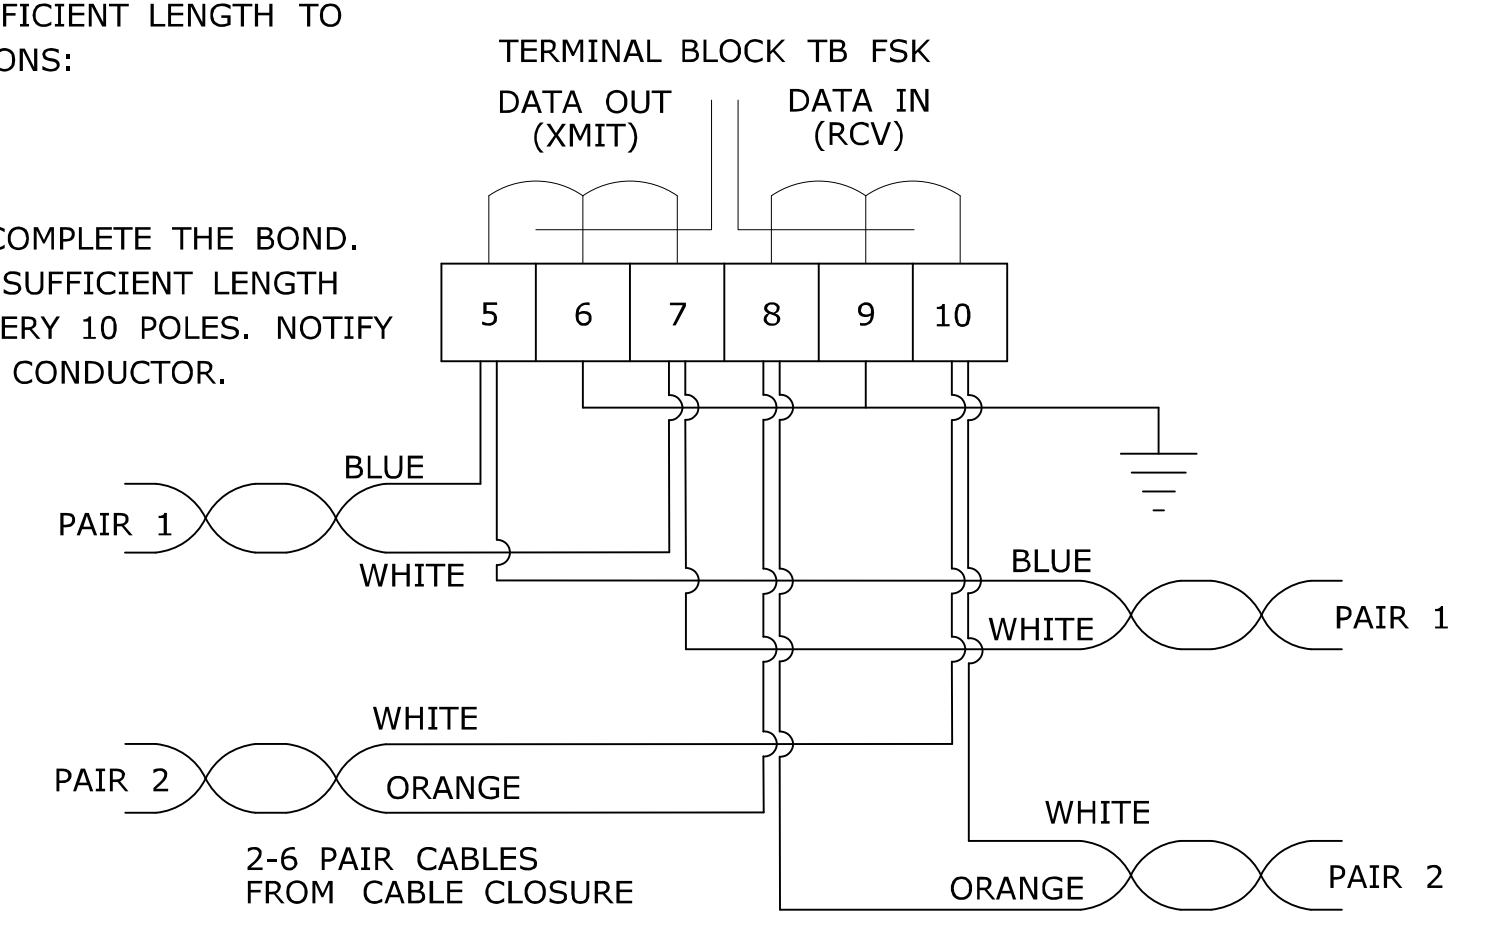 FICIENT LENGTH TO
ONS:
COMPLETE THE BOND.
SUFFICIENT LENGTH
ERY 10 POLES. NOTIFY
CONDUCTOR.
TERMINAL BLOCK TB FSK
DATA OUT
(XMIT)
DATA IN
(RCV)
5 6 7 8 9 10
BLUE
PAIR 1
WHITE
BLUE
PAIR 1
WHITE
WHITE
PAIR 2
ORANGE
WHITE
PAIR 2
ORANGE
2-6 PAIR CABLES
FROM CABLE CLOSURE